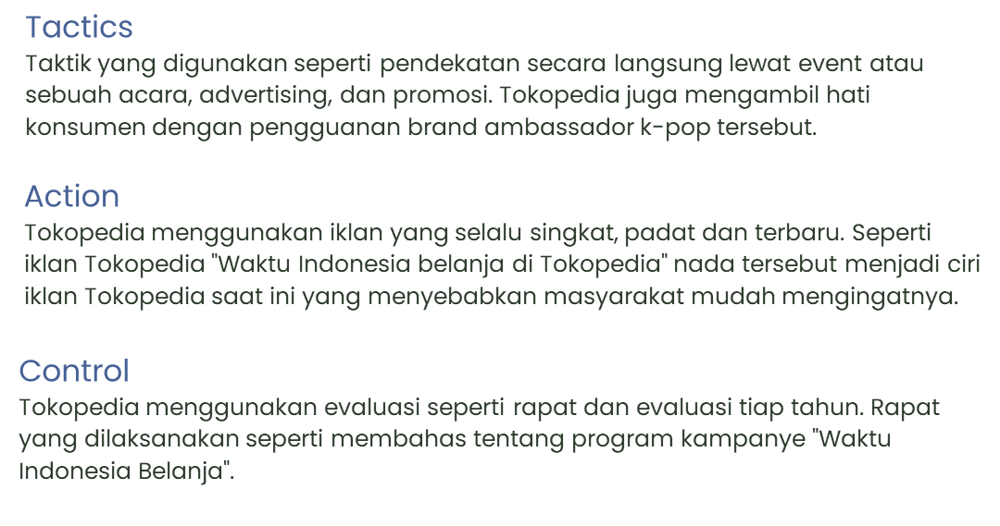 Tactics
Taktik yang digunakan seperti pendekatan secara langsung lewat event atau
sebuah acara, advertising, dan promosi. Tokopedia juga mengambil hati
konsumen dengan pengguanan brand ambassador k-pop tersebut.
Action
Tokopedia menggunakan iklan yang selalu singkat, padat dan terbaru. Seperti
iklan Tokopedia "Waktu Indonesia belanja di Tokopedia" nada tersebut menjadi ciri
iklan Tokopedia saat ini yang menyebabkan masyarakat mudah mengingatnya.
Control
Tokopedia menggunakan evaluasi seperti rapat dan evaluasi tiap tahun. Rapat
yang dilaksanakan seperti membahas tentang program kampanye "Waktu
Indonesia Belanja".